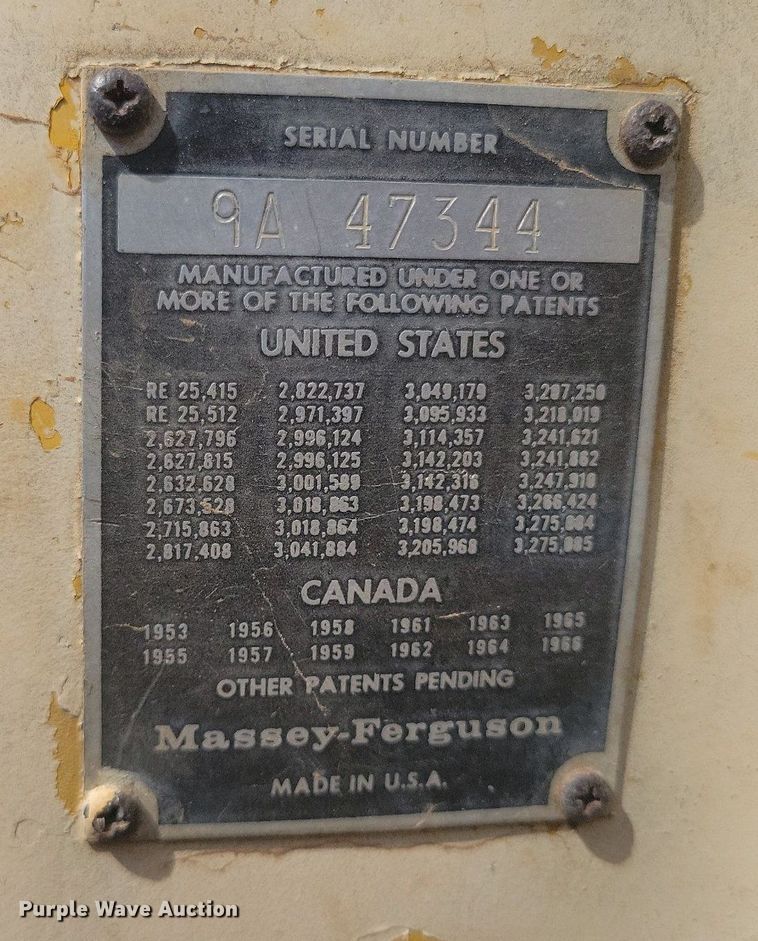 SERIAL NUMBER
9A 47344
MANUFACTURED UNDER ONE OR
MORE OF THE FOLLOWING PATENTS
UNITED STATES
RE 25,415 2,822,737 3,049,179 3,207,250
RE 25,512 2,971,397 3,095,933 3,218,019
2,627,796 2,996,124 3,114,357 3,241,621
2,627,815 2,996,125 3,142,203 3,241,862
2,632,628 3,001,589 3,142,316 3,247,910
2,673,528 3,018,863 3,198,473 3,266,424
2,715,863 3,018,864 3,198,474 3,275,084
2,817,408 3,041,884 3,205,968 3,275,085
CANADA
1953 1956 1958 1961 1963 1965
1955 1957 1959 1962 1964 1966
OTHER PATENTS PENDING
Massey-Ferguson
MADE IN U.S.A.
Purple Wave Auction